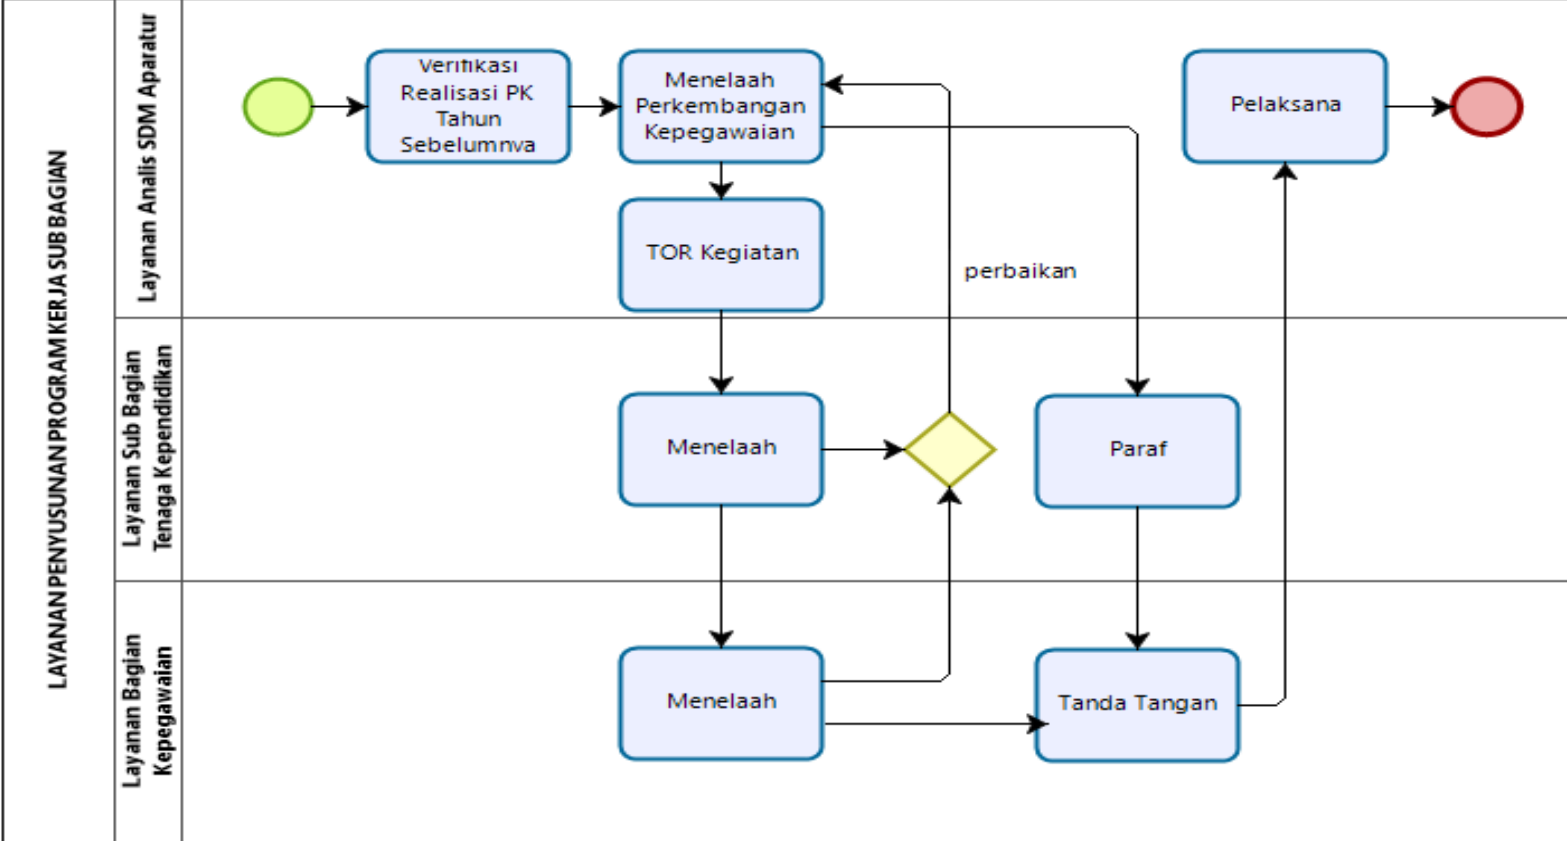 LAYANAN PENYUSUNAN PROGRAM KERJA SUB BAGIAN
Layanan Analis SDM Aparatur
Verifikasi
Realisasi PK
Tahun
Sebelumnya
Menelaah
Perkembangan
Kepegawaian
Pelaksana
TOR Kegiatan
perbaikan
Layanan Sub Bagian
Tenaga Kependidikan
Menelaah
Paraf
Layanan Bagian
Kepegawaian
Menelaah
Tanda Tangan